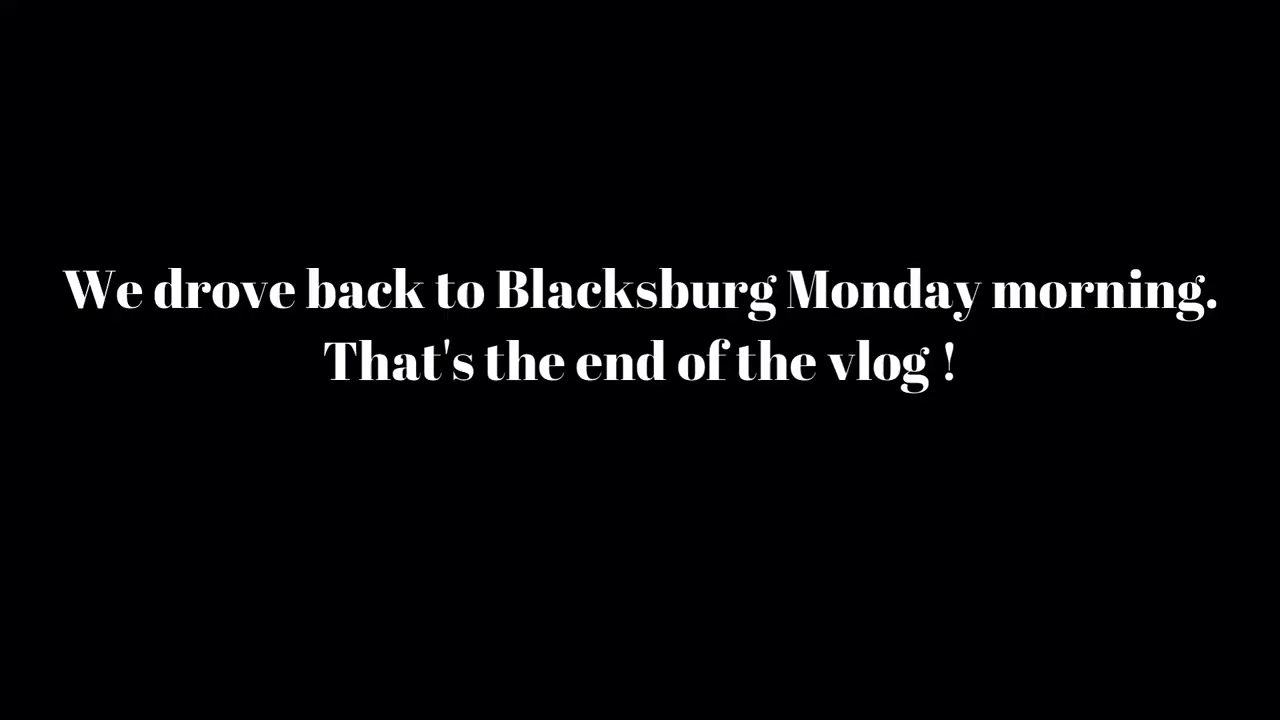 We drove back to Blacksburg Monday morning.
That's the end of the vlog !